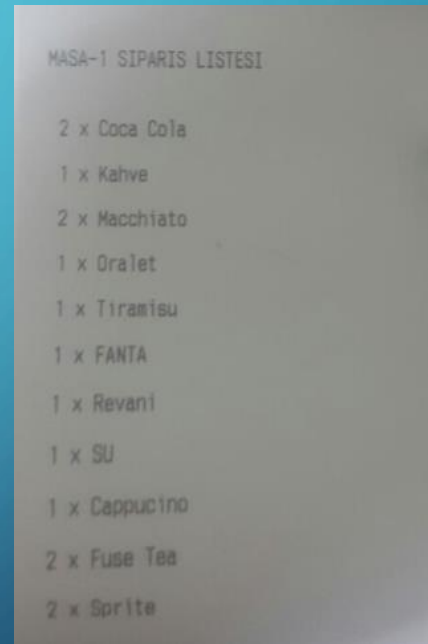 MASA-1 SIPARIS LISTESI
2 x Coca Cola
1 x Kahve
2 x Macchiato
1 x Oralet
1 x Tiramisu
1 x FANTA
1 x Revani
1 x SU
1 x Cappucino
2 x Fuse Tea
2 x Sprite